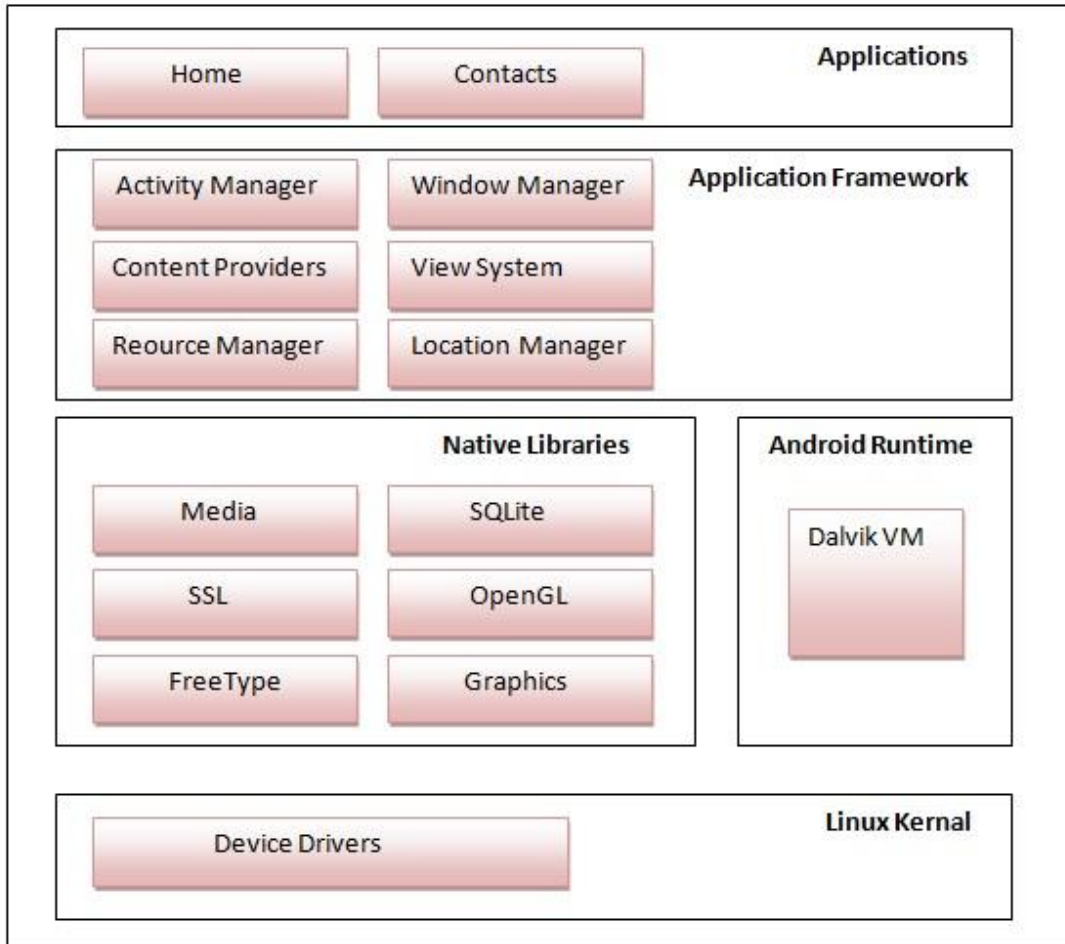 Applications
Home
Contacts
Application Framework
Activity Manager
Window Manager
Content Providers
View System
Reource Manager
Location Manager
Native Libraries
Media
SQLite
SSL
OpenGL
FreeType
Graphics
Android Runtime
Dalvik VM
Linux Kernal
Device Drivers